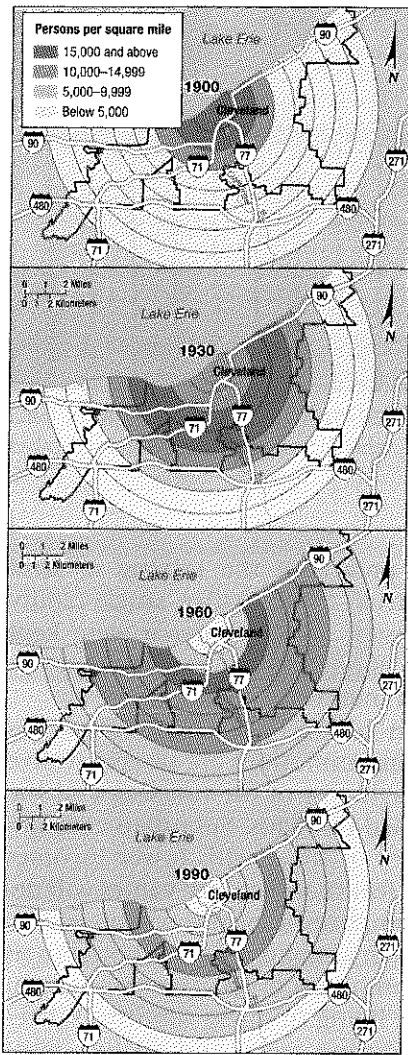 Persons per square mile
15,000 and above
10,000–14,999
5,000–9,999
Below 5,000
Lake Erie
90
1900
Cleveland
90
71
77
271
480
480
71
271
N
0 1 2 Miles
0 1 2 Kilometers
Lake Erie
90
1930
Cleveland
90
71
77
271
480
480
71
271
N
0 1 2 Miles
0 1 2 Kilometers
Lake Erie
90
1960
Cleveland
90
71
77
271
480
480
71
271
N
0 1 2 Miles
0 1 2 Kilometers
Lake Erie
90
1990
Cleveland
90
71
77
271
480
480
71
271
N